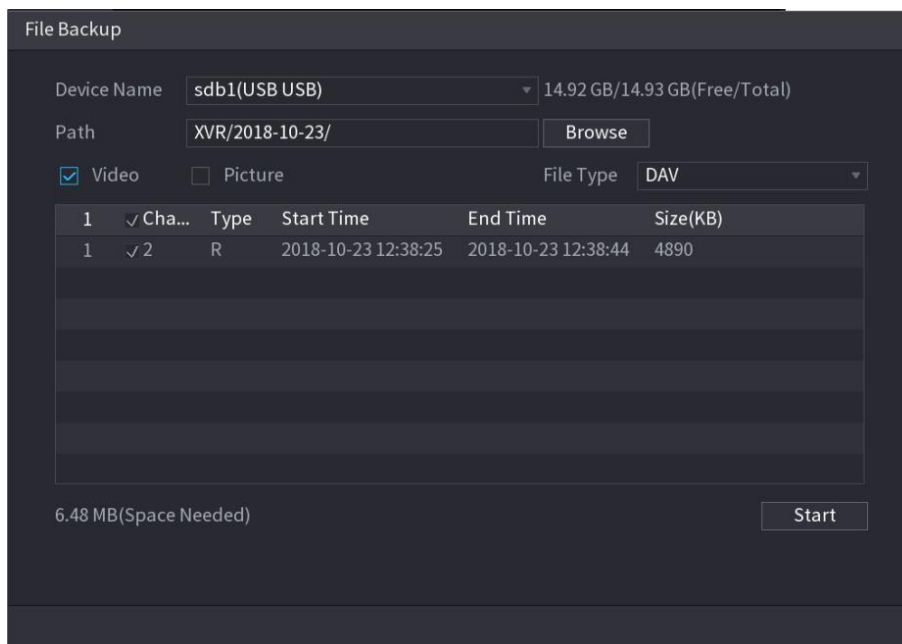 File Backup
Device Name sdb1(USB USB) 14.92 GB/14.93 GB(Free/Total)
Path XVR/2018-10-23/ Browse
Video Picture File Type DAV
1 Cha... Type Start Time End Time Size(KB)
1 2 R 2018-10-23 12:38:25 2018-10-23 12:38:44 4890
6.48 MB(Space Needed) Start